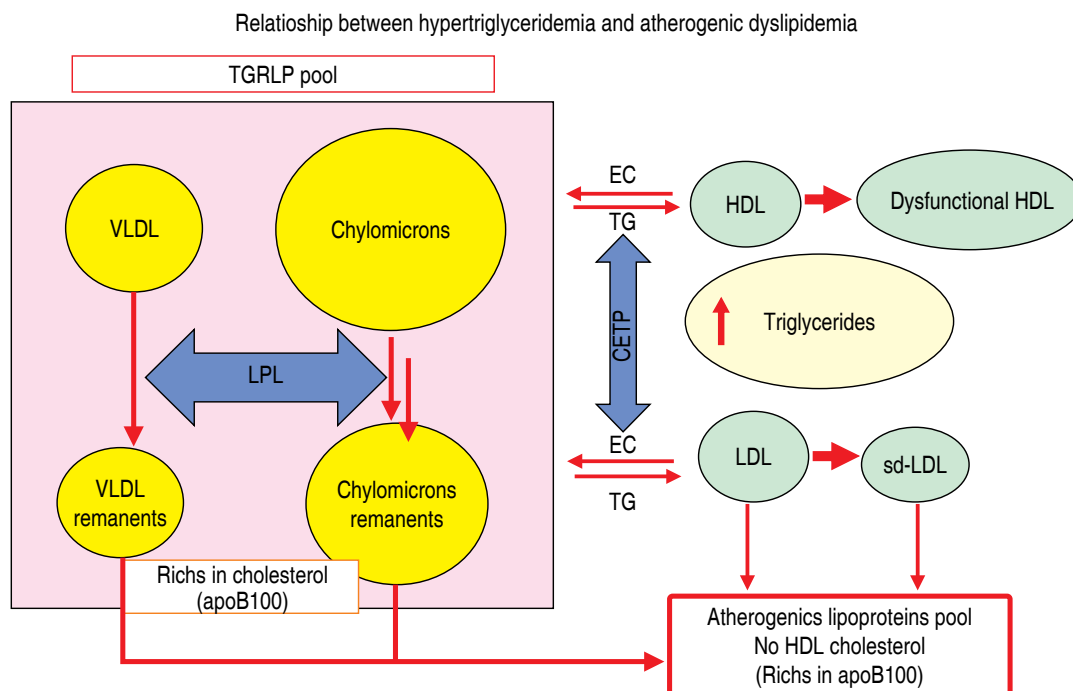 Relatioship between hypertriglyceridemia and atherogenic dyslipidemia
TGRLP pool
VLDL
Chylomicrons
LPL
VLDL
remanents
Chylomicrons
remanents
Richs in cholesterol
(apoB100)
EC
TG
HDL
Dysfunctional HDL
CETP
Triglycerides
EC
TG
LDL
sd-LDL
Atherogenics lipoproteins pool
No HDL cholesterol
(Richs in apoB100)